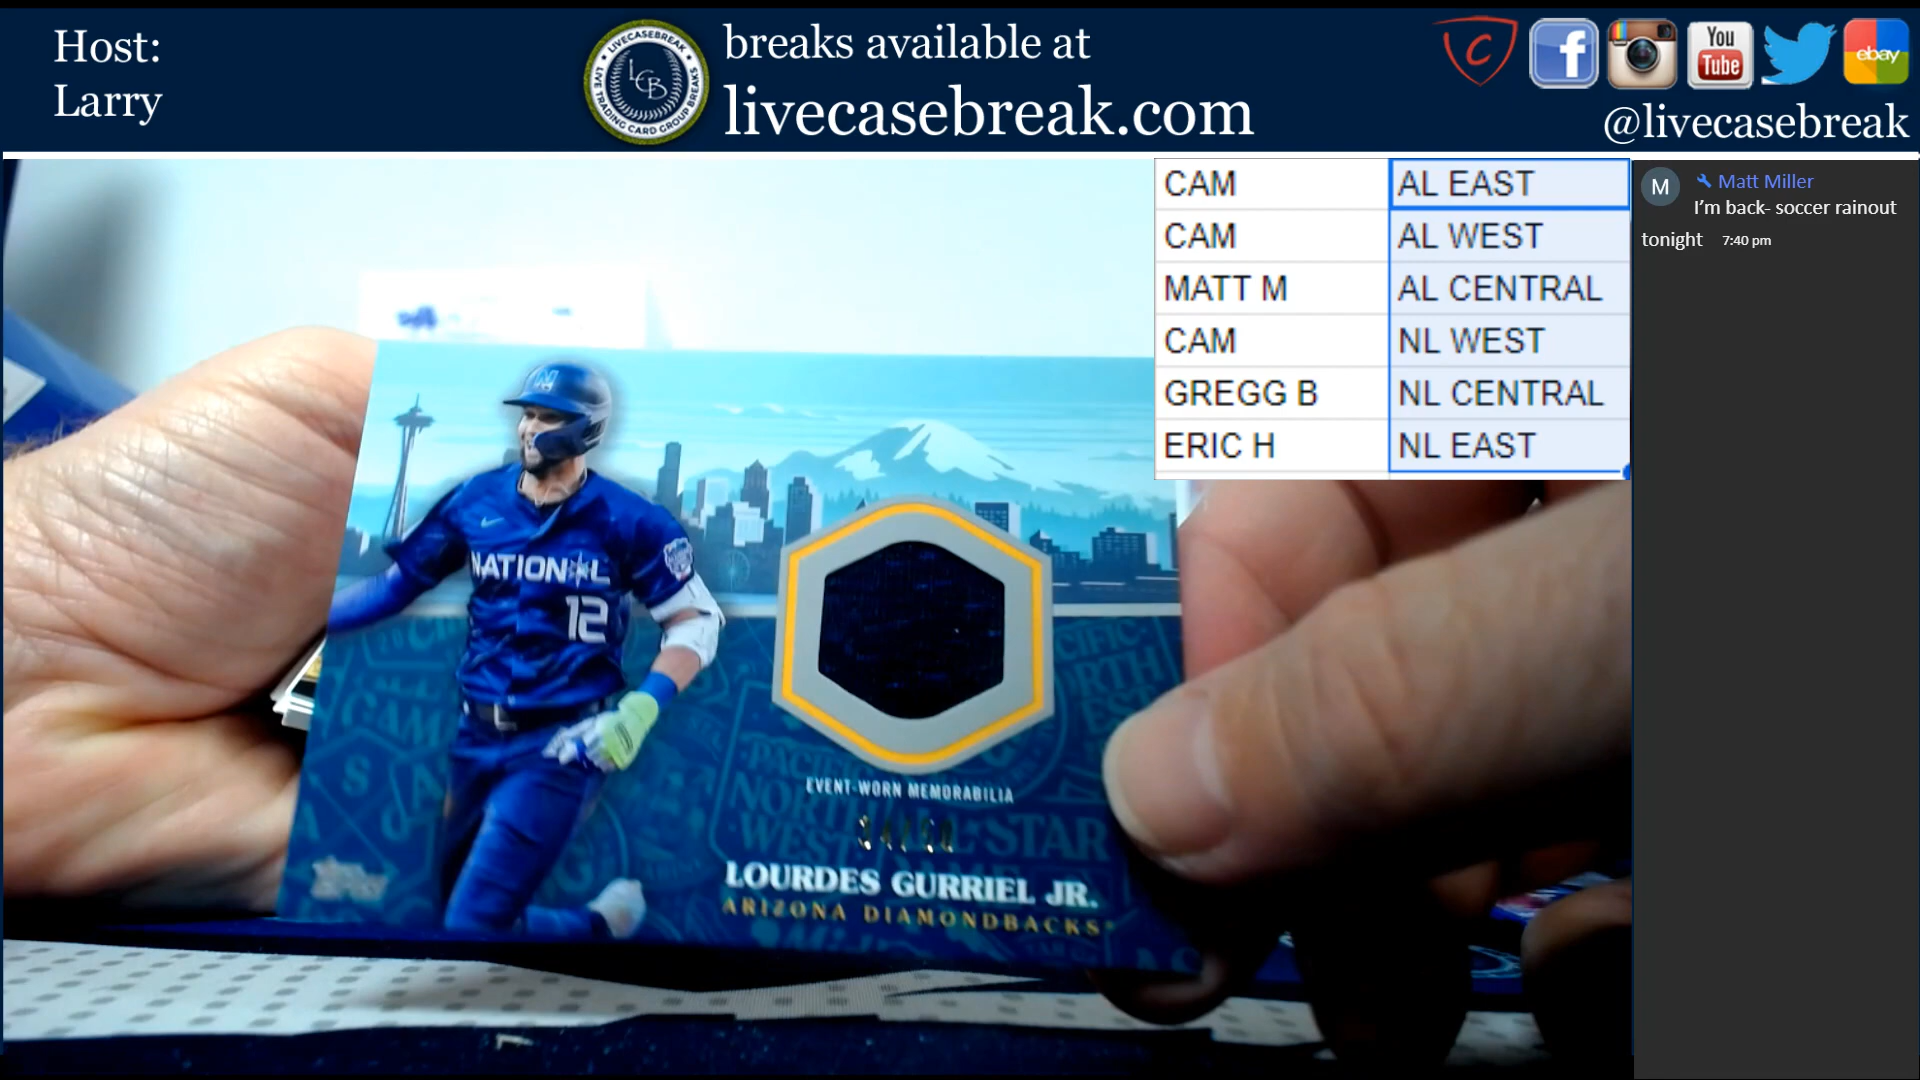 Host:
Larry
LIVECASEBREAK
LCB
LIVE TRADING CARD GROUP BREAKS
breaks available at
livecasebreak.com
C
f
You
Tube
ebay
@livecasebreak
CAM AL EAST
CAM AL WEST
MATT M AL CENTRAL
CAM NL WEST
GREGG B NL CENTRAL
ERIC H NL EAST
M
Matt Miller
I'm back- soccer rainout
tonight 7:40 pm
N
NATIONAL
12
EVENT-WORN MEMORABILIA
LOURDES GURRIEL JR.
ARIZONA DIAMONDBACKS
TOPPS